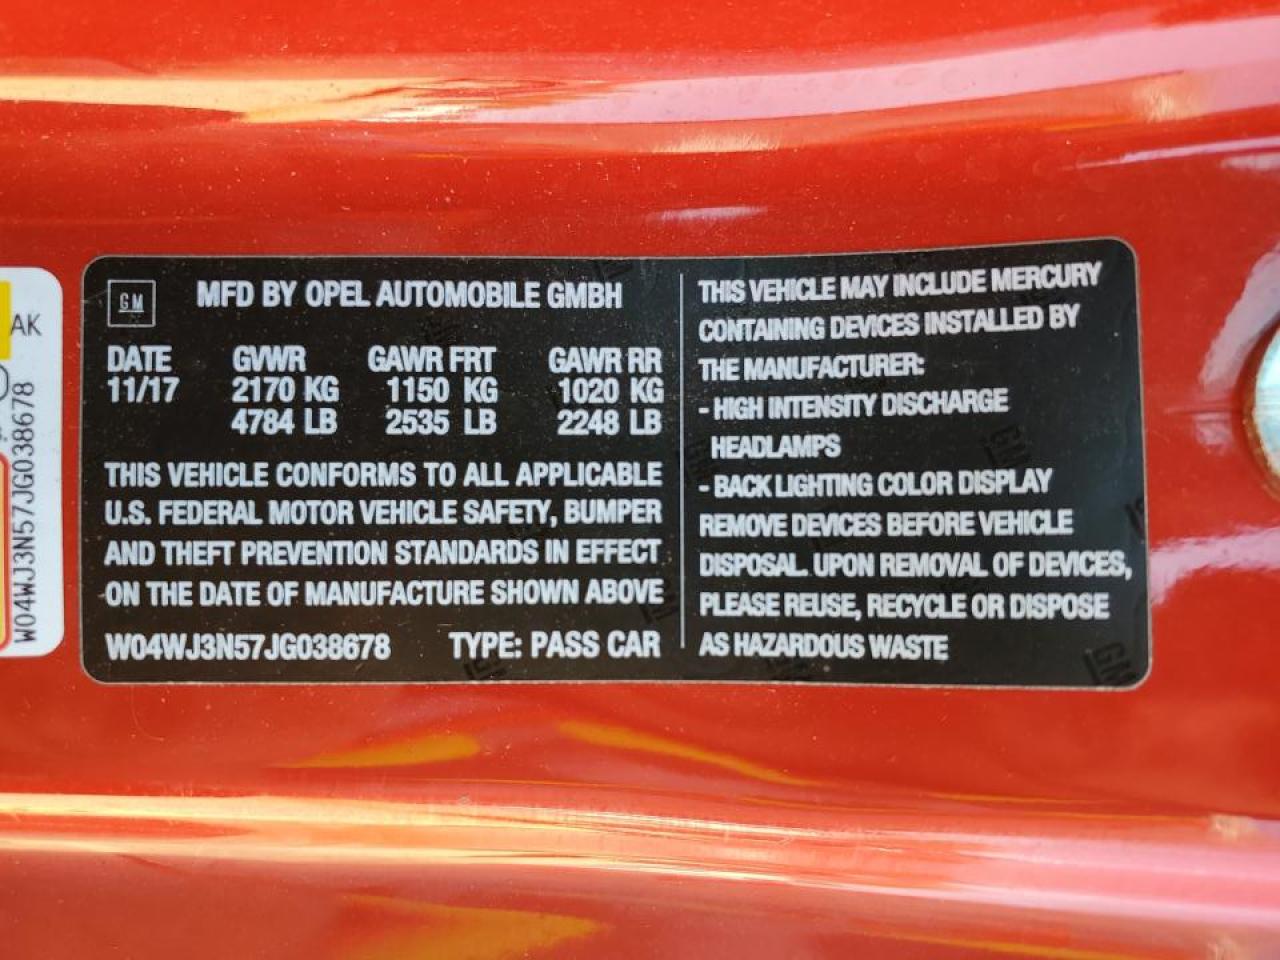 AK
W04WJ3N57JG038678
GM
MFD BY OPEL AUTOMOBILE GMBH
DATE GVWR GAWR FRT GAWR RR
11/17 2170 KG 1150 KG 1020 KG
4784 LB 2535 LB 2248 LB
THIS VEHICLE CONFORMS TO ALL APPLICABLE
U.S. FEDERAL MOTOR VEHICLE SAFETY, BUMPER
AND THEFT PREVENTION STANDARDS IN EFFECT
ON THE DATE OF MANUFACTURE SHOWN ABOVE
W04WJ3N57JG038678 TYPE: PASS CAR
THIS VEHICLE MAY INCLUDE MERCURY
CONTAINING DEVICES INSTALLED BY
THE MANUFACTURER:
- HIGH INTENSITY DISCHARGE
HEADLAMPS
- BACK LIGHTING COLOR DISPLAY
REMOVE DEVICES BEFORE VEHICLE
DISPOSAL. UPON REMOVAL OF DEVICES,
PLEASE REUSE, RECYCLE OR DISPOSE
AS HAZARDOUS WASTE